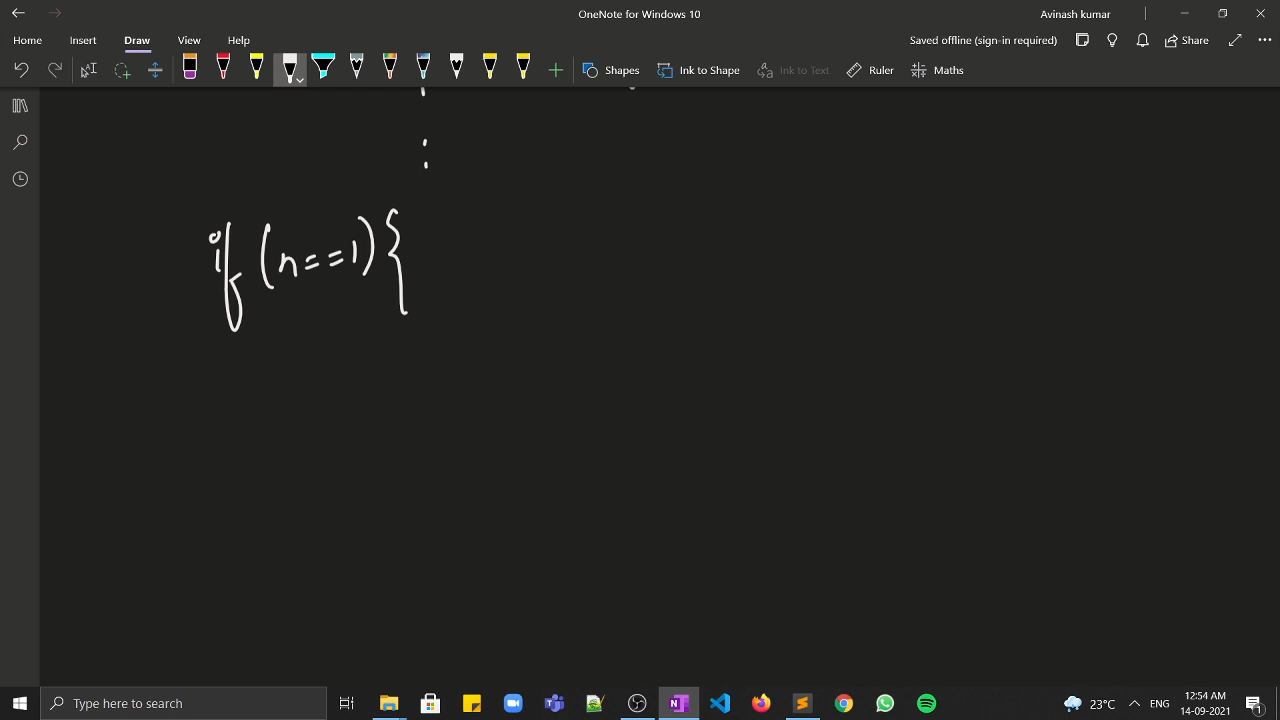 OneNote for Windows 10
Avinash kumar
Home Insert Draw View Help
Saved offline (sign-in required)
Share
Shapes
Ink to Shape
Ink to Text
Ruler
Maths
:
if (n==1){
Type here to search
23°C
ENG
12:54 AM
14-09-2021